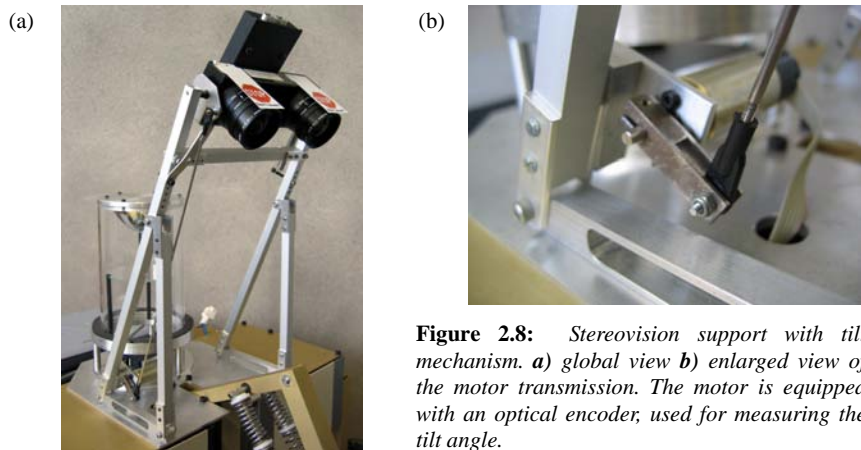 (a)
(b)
Figure 2.8: Stereovision support with tilt
mechanism. a) global view b) enlarged view of
the motor transmission. The motor is equipped
with an optical encoder, used for measuring the
tilt angle.